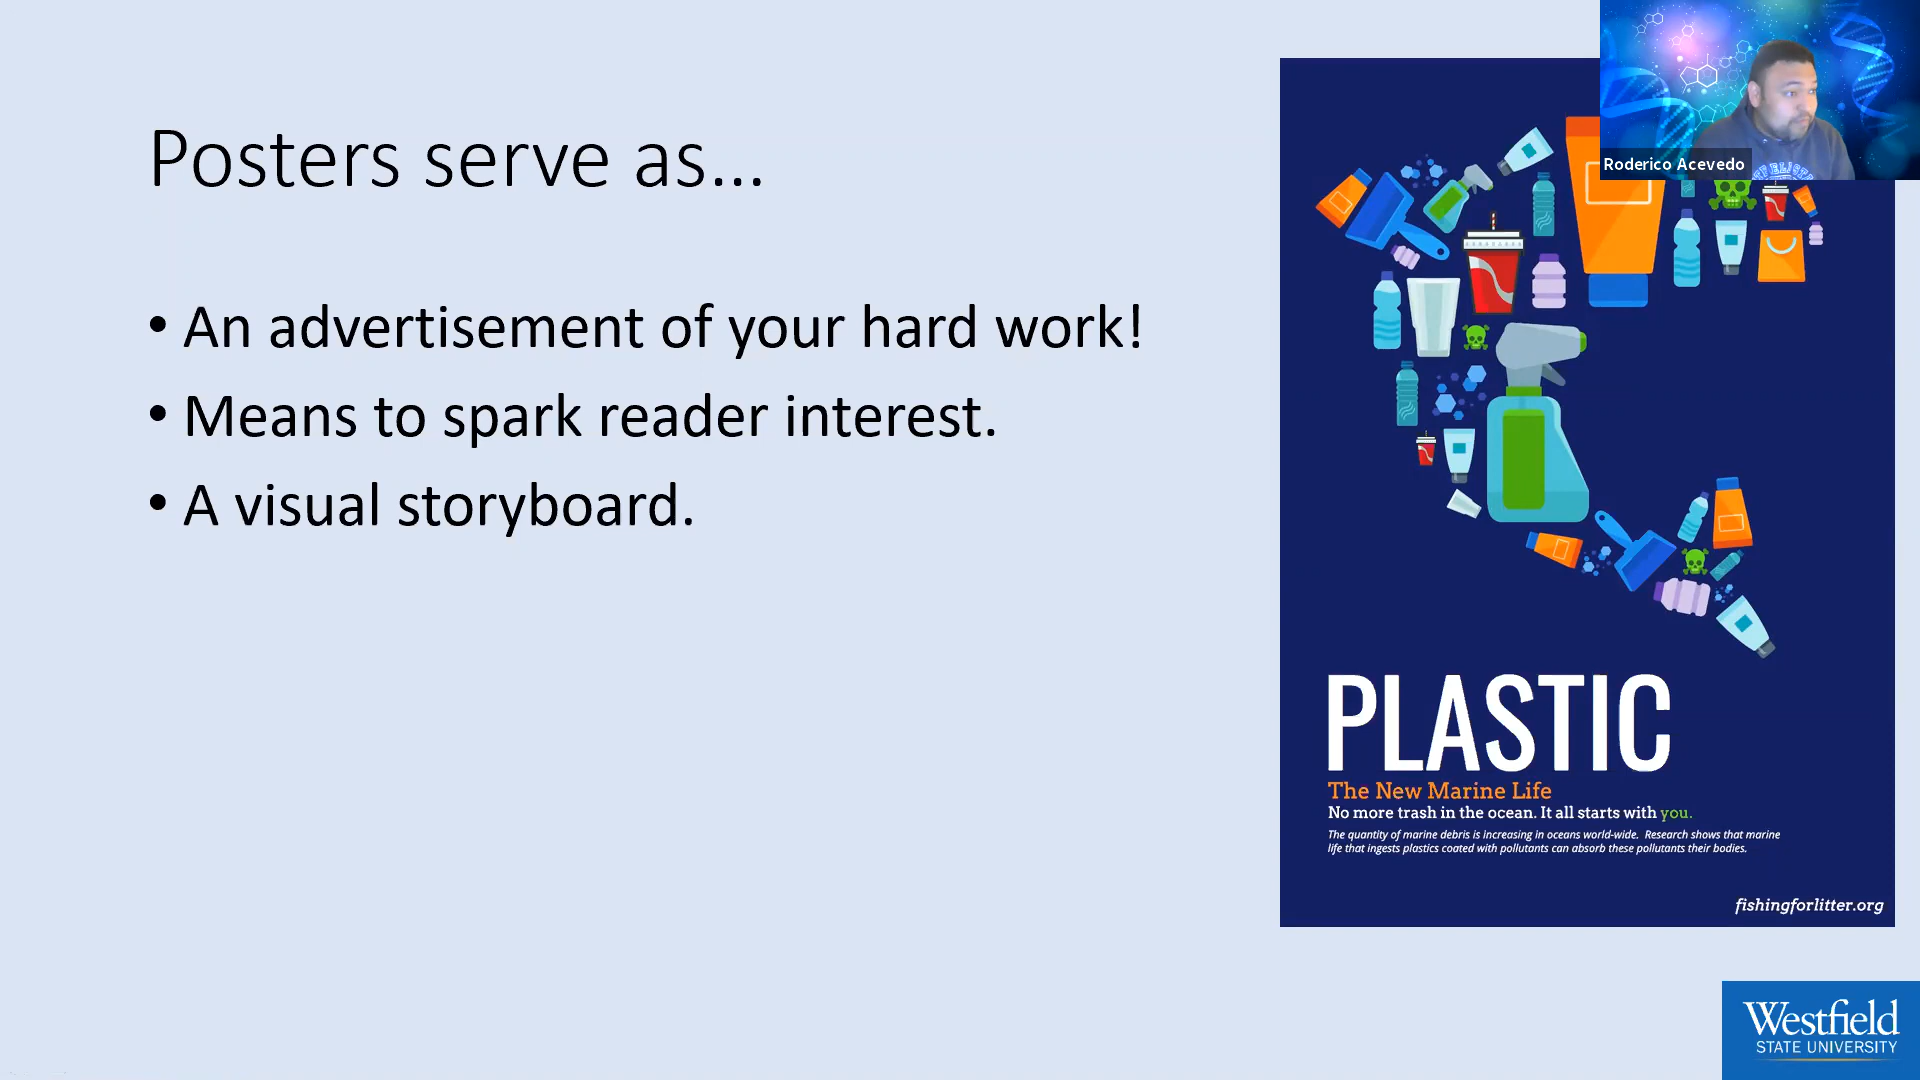 Posters serve as...
• An advertisement of your hard work!
• Means to spark reader interest.
• A visual storyboard.
Roderico Acevedo
PLASTIC
The New Marine Life
No more trash in the ocean. It all starts with you.
The quantity of marine debris is increasing in oceans world-wide. Research shows that marine
life that ingests plastics coated with pollutants can absorb these pollutants their bodies.
fishingforlitter.org
Westfield
STATE UNIVERSITY